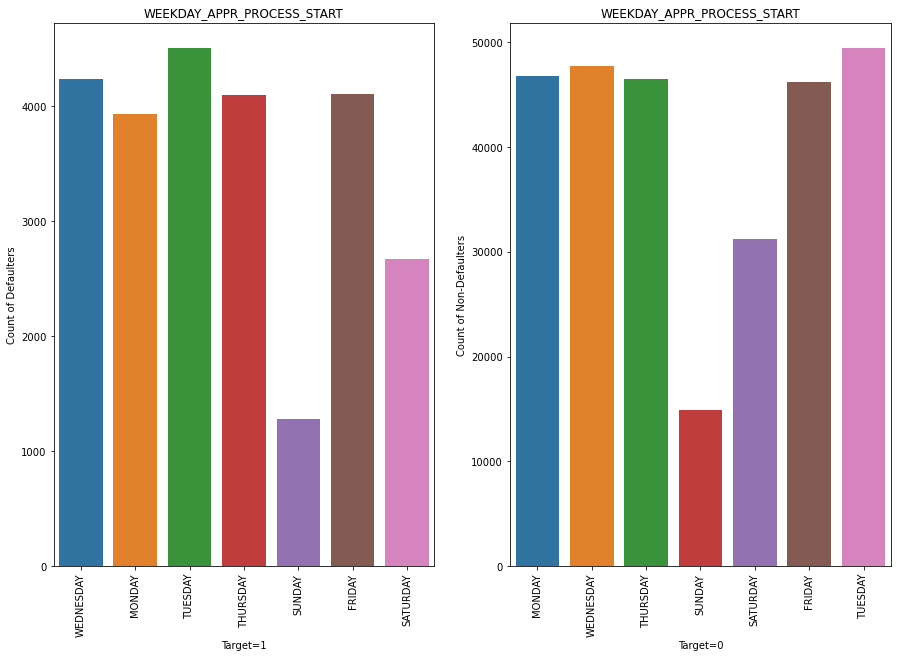 WEEKDAY_APPR_PROCESS_START
Count of Defaulters
4000
3000
2000
1000
0
WEDNESDAY
MONDAY
TUESDAY
THURSDAY
SUNDAY
FRIDAY
SATURDAY
Target=1
WEEKDAY_APPR_PROCESS_START
Count of Non-Defaulters
50000
40000
30000
20000
10000
0
MONDAY
WEDNESDAY
THURSDAY
SUNDAY
SATURDAY
FRIDAY
TUESDAY
Target=0